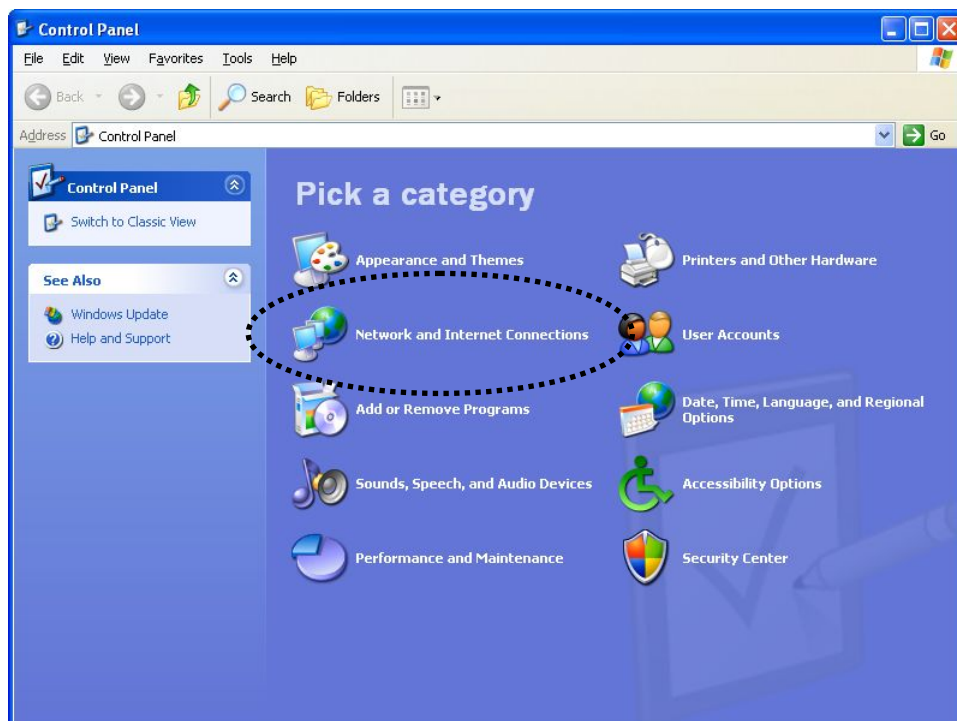 Control Panel
File Edit View Favorites Tools Help
Back Search Folders
Address Control Panel Go
Control Panel
Switch to Classic View
See Also
Windows Update
Help and Support
Pick a category
Appearance and Themes
Printers and Other Hardware
Network and Internet Connections
User Accounts
Add or Remove Programs
Date, Time, Language, and Regional
Options
Sounds, Speech, and Audio Devices
Accessibility Options
Performance and Maintenance
Security Center